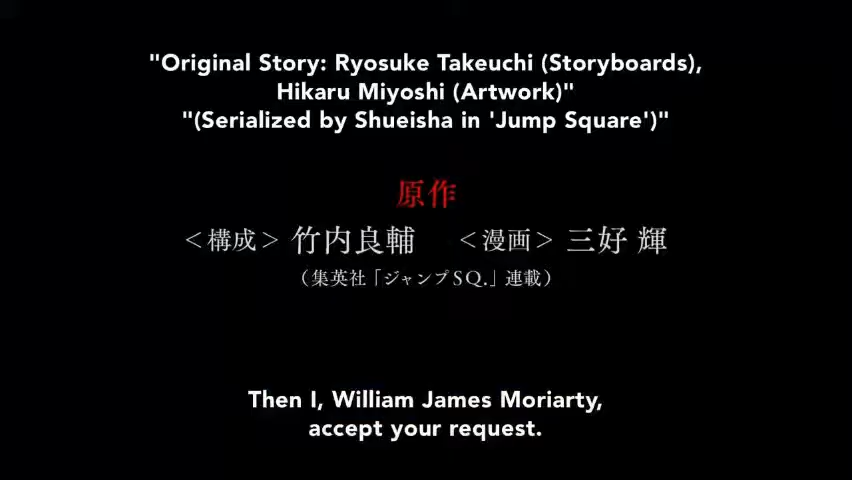 "Original Story: Ryosuke Takeuchi (Storyboards),
Hikaru Miyoshi (Artwork)"
"(Serialized by Shueisha in 'Jump Square')"
原作
＜構成＞ 竹内良輔　＜漫画＞ 三好 輝
（集英社「ジャンプSQ.」連載）
Then I, William James Moriarty,
accept your request.